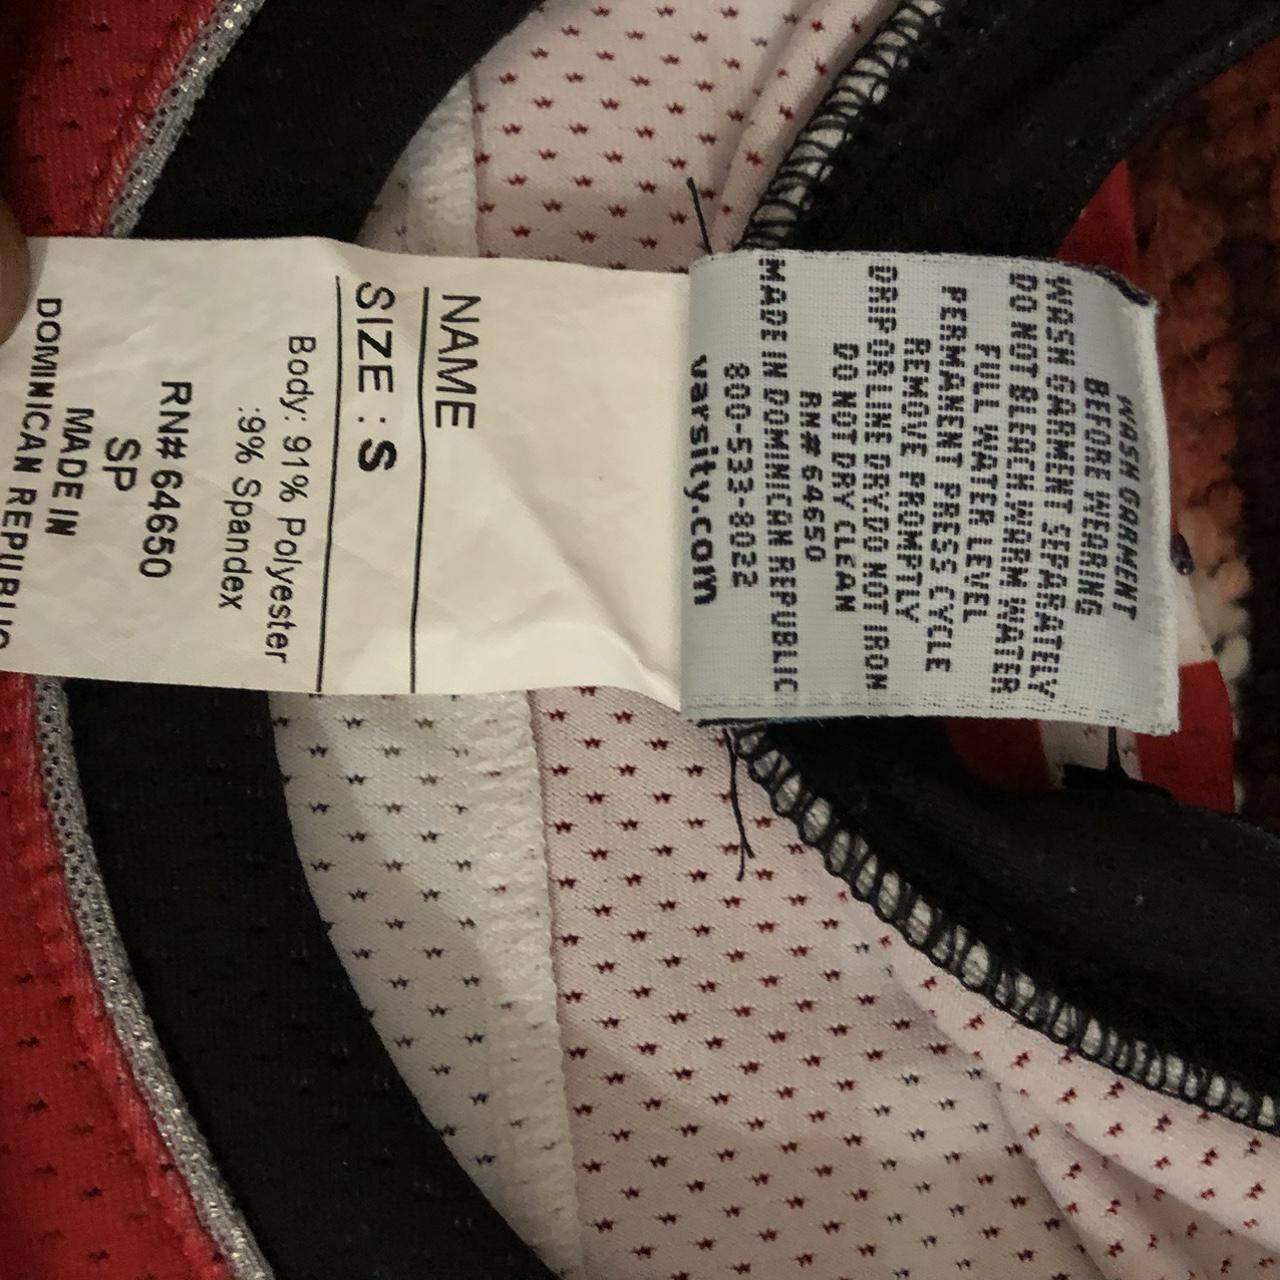 NAME
SIZE : S
Body: 91% Polyester
:9% Spandex
RN# 64650
SP
MADE IN
DOMINICAN REPUBLIC
WASH GARMENT
BEFORE WEARING
WASH GARMENT SEPARATELY
DO NOT BLEACH.WARM WATER
FULL WATER LEVEL
PERMANENT PRESS CYCLE
REMOVE PROMPTLY
DRIP OR LINE DRY.DO NOT IRON
DO NOT DRY CLEAN
RN# 64650
MADE IN DOMINICAN REPUBLIC
800-533-8022
varsity.com